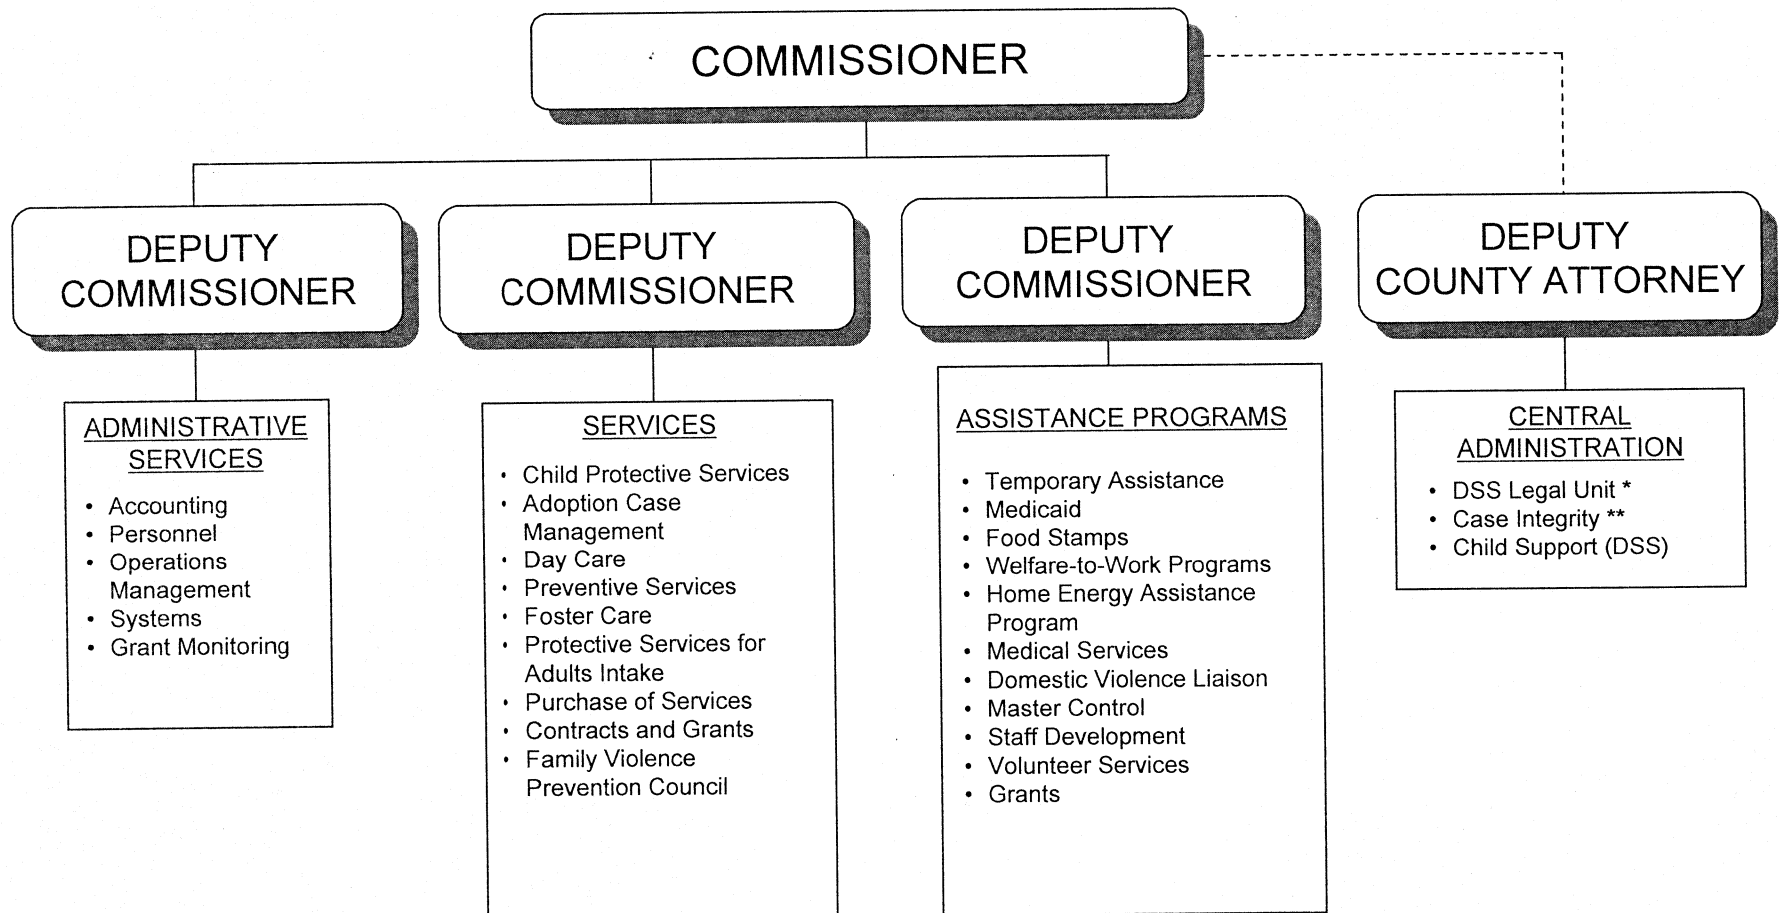 COMMISSIONER
DEPUTY
COMMISSIONER
DEPUTY
COMMISSIONER
DEPUTY
COMMISSIONER
DEPUTY
COUNTY ATTORNEY
ADMINISTRATIVE
SERVICES
• Accounting
• Personnel
• Operations
Management
• Systems
• Grant Monitoring
SERVICES
• Child Protective Services
• Adoption Case
Management
• Day Care
• Preventive Services
• Foster Care
• Protective Services for
Adults Intake
• Purchase of Services
• Contracts and Grants
• Family Violence
Prevention Council
ASSISTANCE PROGRAMS
• Temporary Assistance
• Medicaid
• Food Stamps
• Welfare-to-Work Programs
• Home Energy Assistance
Program
• Medical Services
• Domestic Violence Liaison
• Master Control
• Staff Development
• Volunteer Services
• Grants
CENTRAL
ADMINISTRATION
• DSS Legal Unit *
• Case Integrity **
• Child Support (DSS)